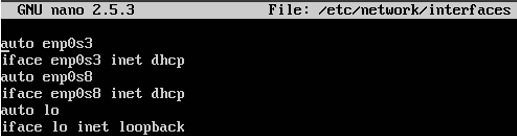 GNU nano 2.5.3 File: /etc/network/interfaces
auto enp0s3
iface enp0s3 inet dhcp
auto enp0s8
iface enp0s8 inet dhcp
auto lo
iface lo inet loopback